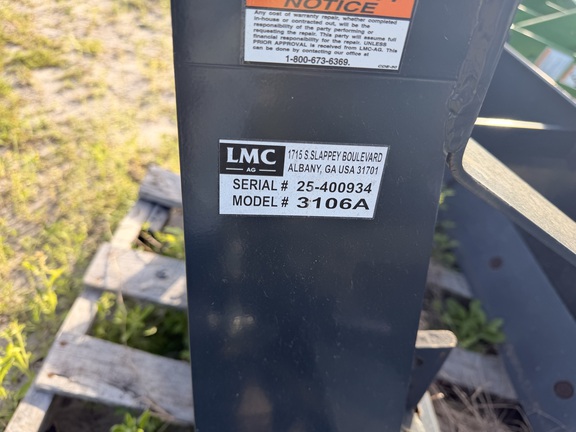 NOTICE
Any cost of warranty repair, whether completed
in-house or contracted out, will become the
responsibility of the party performing or
requesting the repair. This party will assume full
financial responsibility for the repair, UNLESS
PRIOR APPROVAL is received from LMC-AG. This
can be done by contacting our office at
1-800-673-6369.
LMC
AG
1715 S.SLAPPEY BOULEVARD
ALBANY, GA USA 31701
SERIAL # 25-400934
MODEL # 3106A